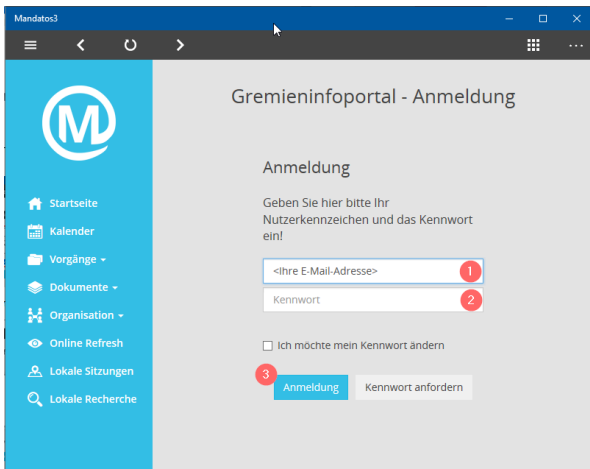 Mandatos3
Gremieninfoportal - Anmeldung
M
Startseite
Kalender
Vorgänge
Dokumente
Organisation
Online Refresh
Lokale Sitzungen
Lokale Recherche
Anmeldung
Geben Sie hier bitte Ihr
Nutzerkennzeichen und das Kennwort
ein!
<Ihre E-Mail-Adresse> 1
Kennwort 2
Ich möchte mein Kennwort ändern
3
Anmeldung Kennwort anfordern